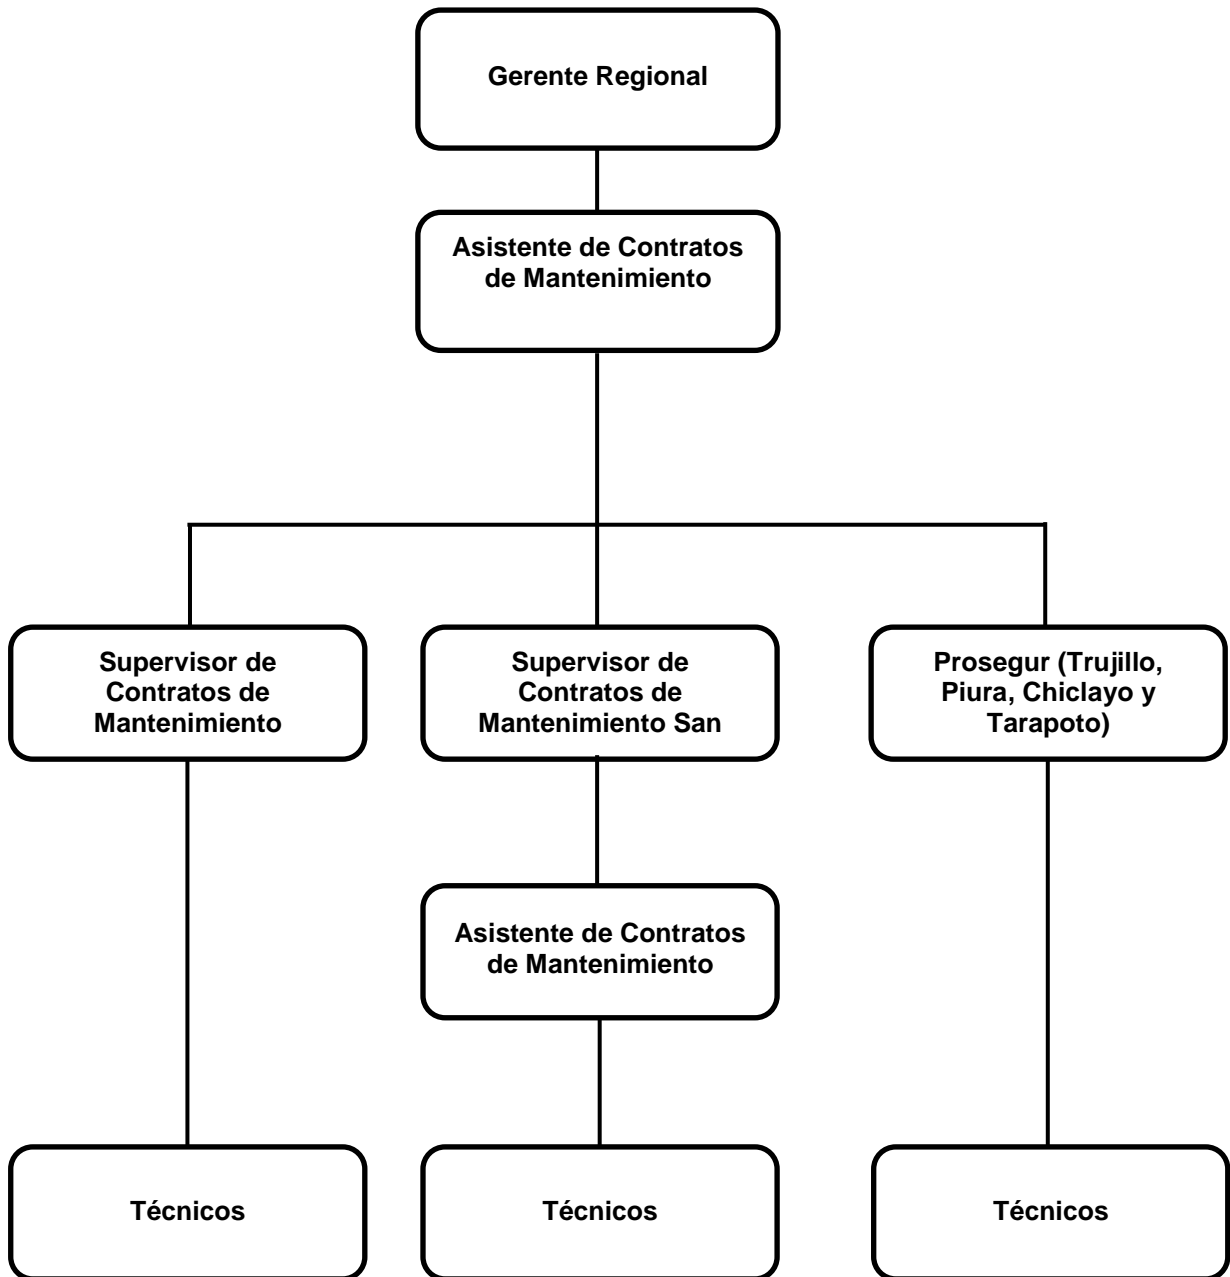 Gerente Regional
Asistente de Contratos
de Mantenimiento
Supervisor de
Contratos de
Mantenimiento
Supervisor de
Contratos de
Mantenimiento San
Prosegur (Trujillo,
Piura, Chiclayo y
Tarapoto)
Asistente de Contratos
de Mantenimiento
Técnicos
Técnicos
Técnicos